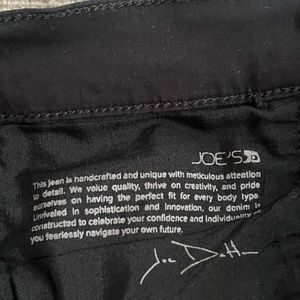 JOE'S
This jean is handcrafted and unique with meticulous attention
to detail. We value quality, thrive on creativity, and pride
ourselves on having the perfect fit for every body type.
Unriveled in sophistication and innovation, our denim is
constructed to celebrate your confidence and individuality as
you fearlessly navigate your own future.
Joe